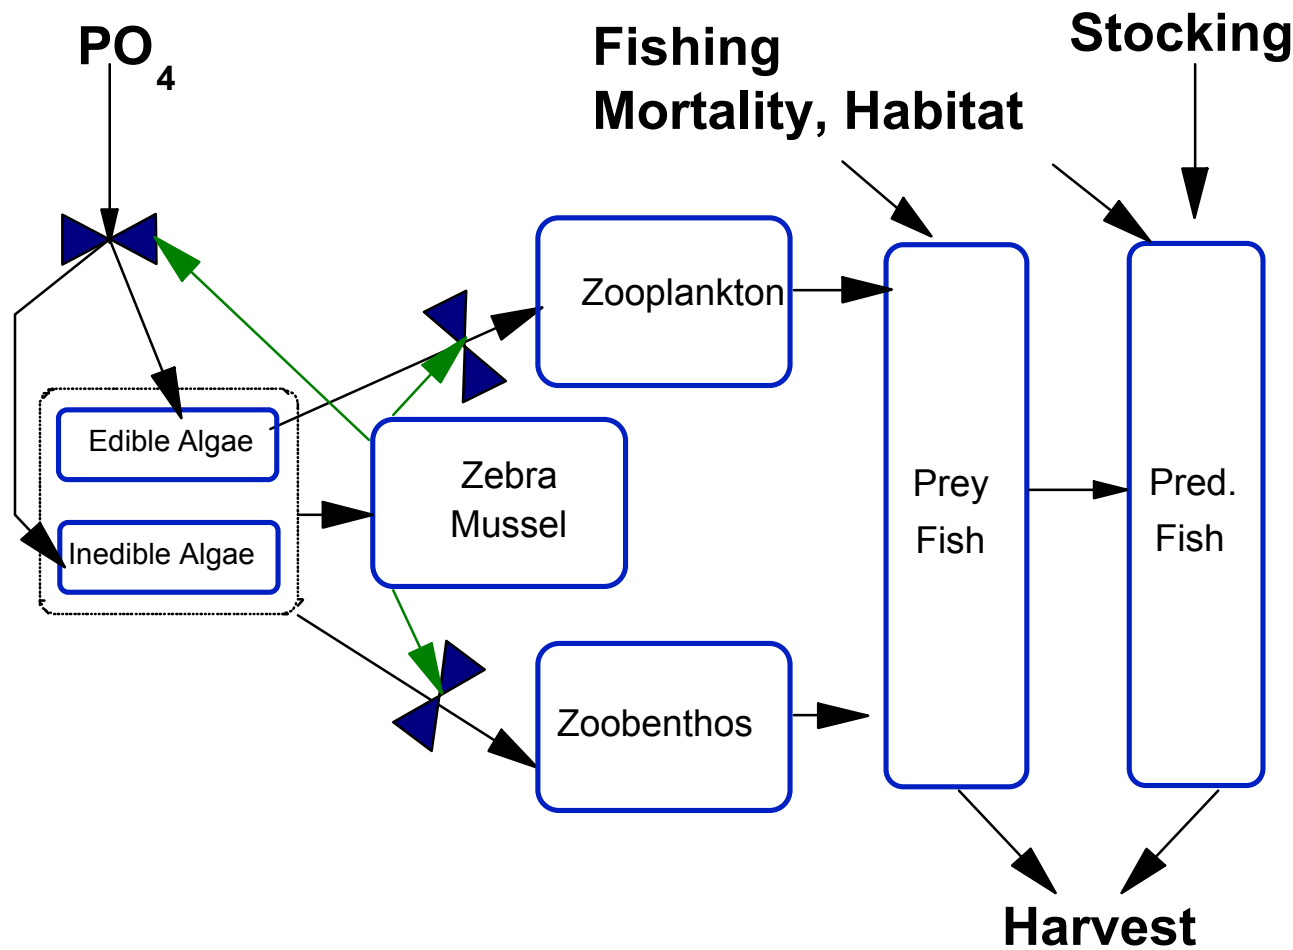 PO4
Fishing
Mortality, Habitat
Stocking
Zooplankton
Edible Algae
Inedible Algae
Zebra
Mussel
Zoobenthos
Prey
Fish
Pred.
Fish
Harvest